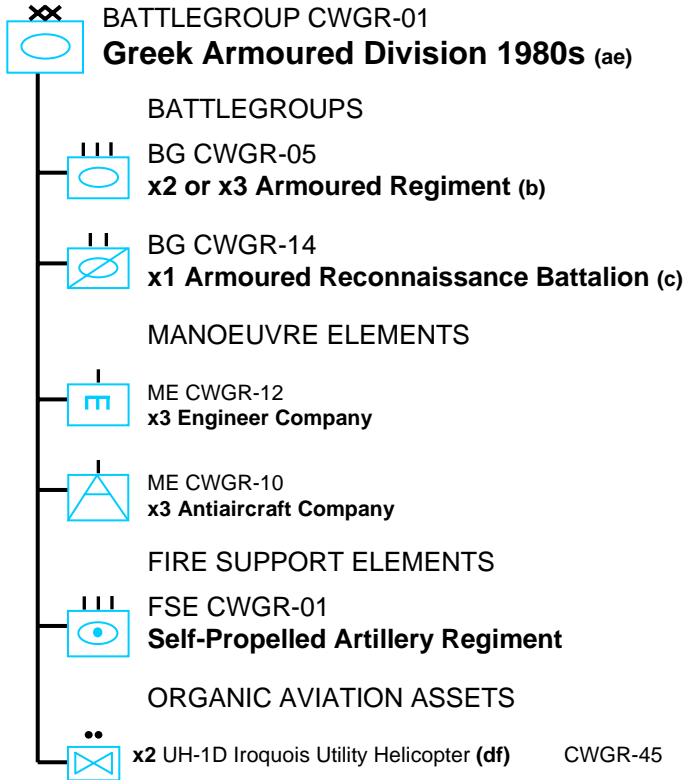 BATTLEGROUP CWGR-01
Greek Armoured Division 1980s (ae)
BATTLEGROUPS
BG CWGR-05
x2 or x3 Armoured Regiment (b)
BG CWGR-14
x1 Armoured Reconnaissance Battalion (c)
MANOEUVRE ELEMENTS
ME CWGR-12
x3 Engineer Company
ME CWGR-10
x3 Antiaircraft Company
FIRE SUPPORT ELEMENTS
FSE CWGR-01
Self-Propelled Artillery Regiment
ORGANIC AVIATION ASSETS
x2 UH-1D Iroquois Utility Helicopter (df) CWGR-45